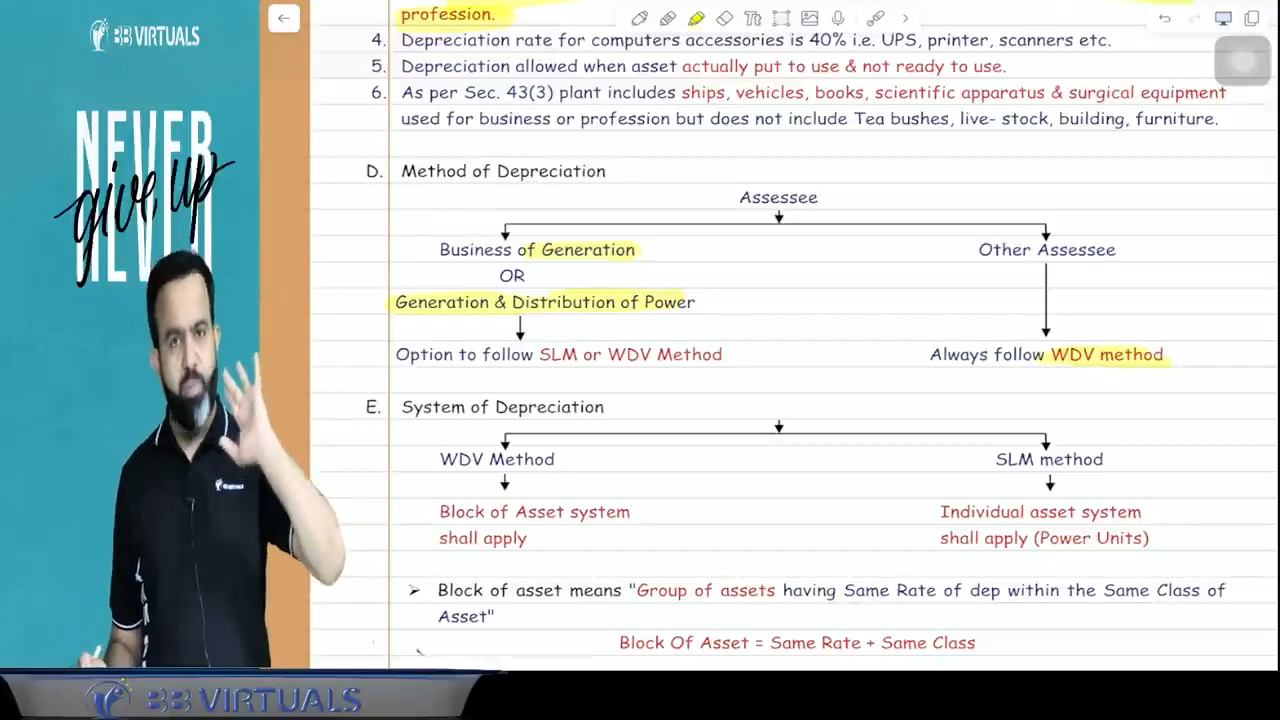 BB VIRTUALS
NEVER
give up
NEVER
profession.
4. Depreciation rate for computers accessories is 40% i.e. UPS, printer, scanners etc.
5. Depreciation allowed when asset actually put to use & not ready to use.
6. As per Sec. 43(3) plant includes ships, vehicles, books, scientific apparatus & surgical equipment
used for business or profession but does not include Tea bushes, live- stock, building, furniture.
D. Method of Depreciation
Assessee
Business of Generation
Other Assessee
OR
Generation & Distribution of Power
Option to follow SLM or WDV Method
Always follow WDV method
E. System of Depreciation
WDV Method
SLM method
Block of Asset system
Individual asset system
shall apply
shall apply (Power Units)
➢ Block of asset means "Group of assets having Same Rate of dep within the Same Class of
Asset"
Block Of Asset = Same Rate + Same Class
BB VIRTUALS